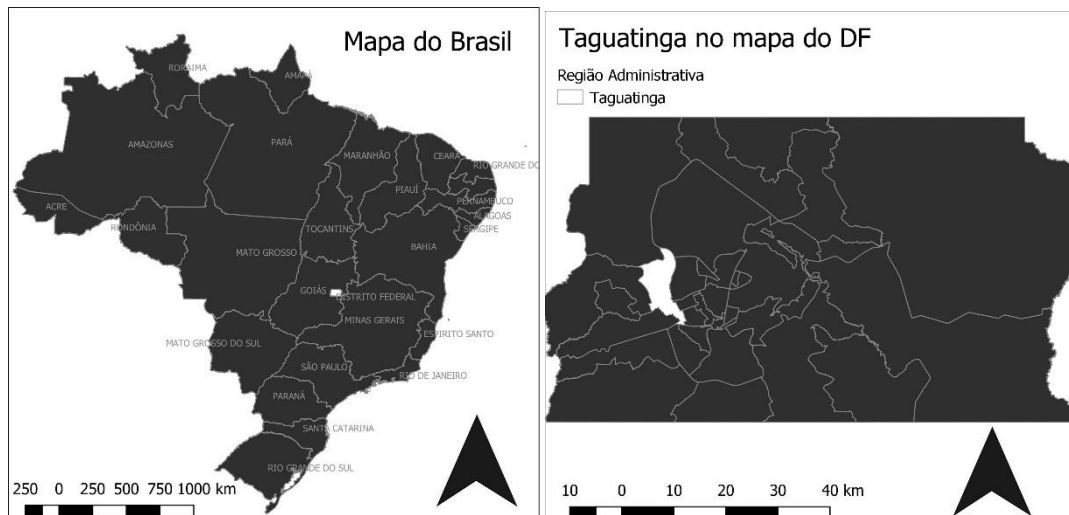 Mapa do Brasil
RORAIMA
AMAPÁ
AMAZONAS
PARÁ
MARANHÃO
CEARÁ
RIO GRANDE DO
PIAUÍ
PERNAMBUCO
ACRE
ALAGOAS
RONDÔNIA
SERGIPE
TOCANTINS
BAHIA
MATO GROSSO
GOIÁS
DISTRITO FEDERAL
MINAS GERAIS
ESPIRITO SANTO
MATO GROSSO DO SUL
SÃO PAULO
RIO DE JANEIRO
PARANÁ
SANTA CATARINA
RIO GRANDE DO SUL
250 0 250 500 750 1000 km
Taguatinga no mapa do DF
Região Administrativa
Taguatinga
10 0 10 20 30 40 km